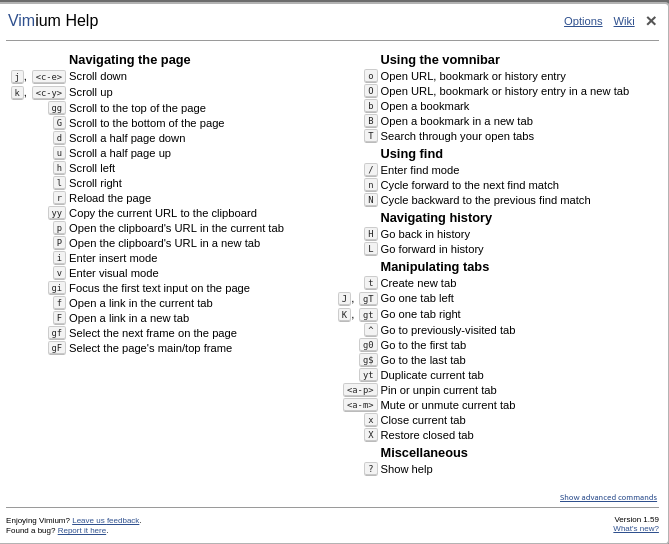 Vimium Help
Options Wiki ✕
Navigating the page
j, <c-e> Scroll down
k, <c-y> Scroll up
gg Scroll to the top of the page
G Scroll to the bottom of the page
d Scroll a half page down
u Scroll a half page up
h Scroll left
l Scroll right
r Reload the page
yy Copy the current URL to the clipboard
p Open the clipboard's URL in the current tab
P Open the clipboard's URL in a new tab
i Enter insert mode
v Enter visual mode
gi Focus the first text input on the page
f Open a link in the current tab
F Open a link in a new tab
gf Select the next frame on the page
gF Select the page's main/top frame
Using the vomnibar
o Open URL, bookmark or history entry
O Open URL, bookmark or history entry in a new tab
b Open a bookmark
B Open a bookmark in a new tab
T Search through your open tabs
Using find
/ Enter find mode
n Cycle forward to the next find match
N Cycle backward to the previous find match
Navigating history
H Go back in history
L Go forward in history
Manipulating tabs
t Create new tab
J, gT Go one tab left
K, gt Go one tab right
^ Go to previously-visited tab
g0 Go to the first tab
g$ Go to the last tab
yt Duplicate current tab
<a-p> Pin or unpin current tab
<a-m> Mute or unmute current tab
x Close current tab
X Restore closed tab
Miscellaneous
? Show help
Show advanced commands
Enjoying Vimium? Leave us feedback.
Found a bug? Report it here.
Version 1.59
What's new?